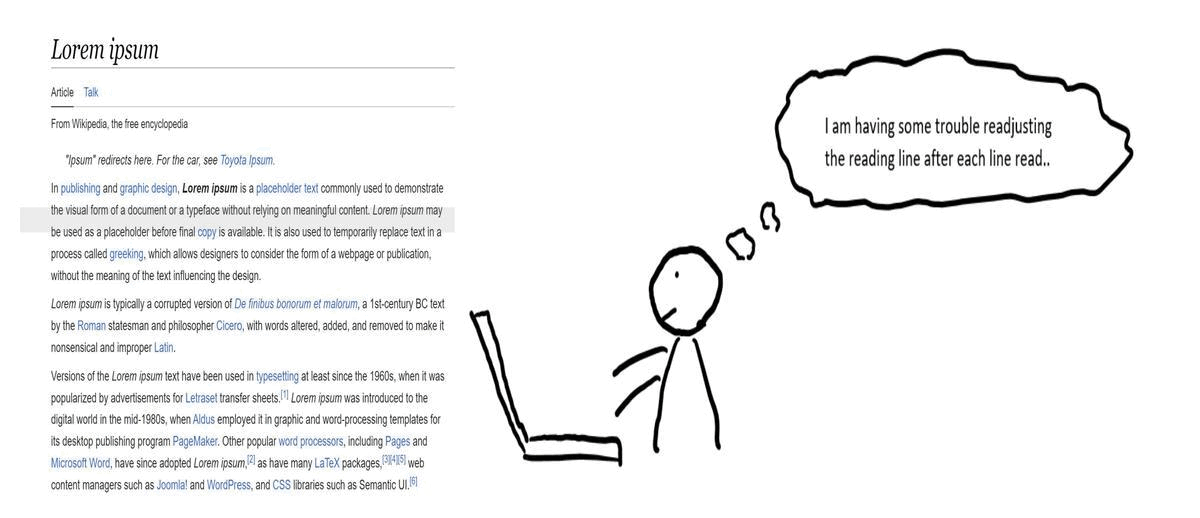 Lorem ipsum
Article Talk
From Wikipedia, the free encyclopedia
"Ipsum" redirects here. For the car, see Toyota Ipsum.
In publishing and graphic design, Lorem ipsum is a placeholder text commonly used to demonstrate
the visual form of a document or a typeface without relying on meaningful content. Lorem ipsum may
be used as a placeholder before final copy is available. It is also used to temporarily replace text in a
process called greeking, which allows designers to consider the form of a webpage or publication,
without the meaning of the text influencing the design.
Lorem ipsum is typically a corrupted version of De finibus bonorum et malorum, a 1st-century BC text
by the Roman statesman and philosopher Cicero, with words altered, added, and removed to make it
nonsensical and improper Latin.
Versions of the Lorem ipsum text have been used in typesetting at least since the 1960s, when it was
popularized by advertisements for Letraset transfer sheets.[1] Lorem ipsum was introduced to the
digital world in the mid-1980s, when Aldus employed it in graphic and word-processing templates for
its desktop publishing program PageMaker. Other popular word processors, including Pages and
Microsoft Word, have since adopted Lorem ipsum,[2] as have many LaTeX packages,[3][4][5] web
content managers such as Joomla! and WordPress, and CSS libraries such as Semantic UI.[6]
I am having some trouble readjusting
the reading line after each line read..